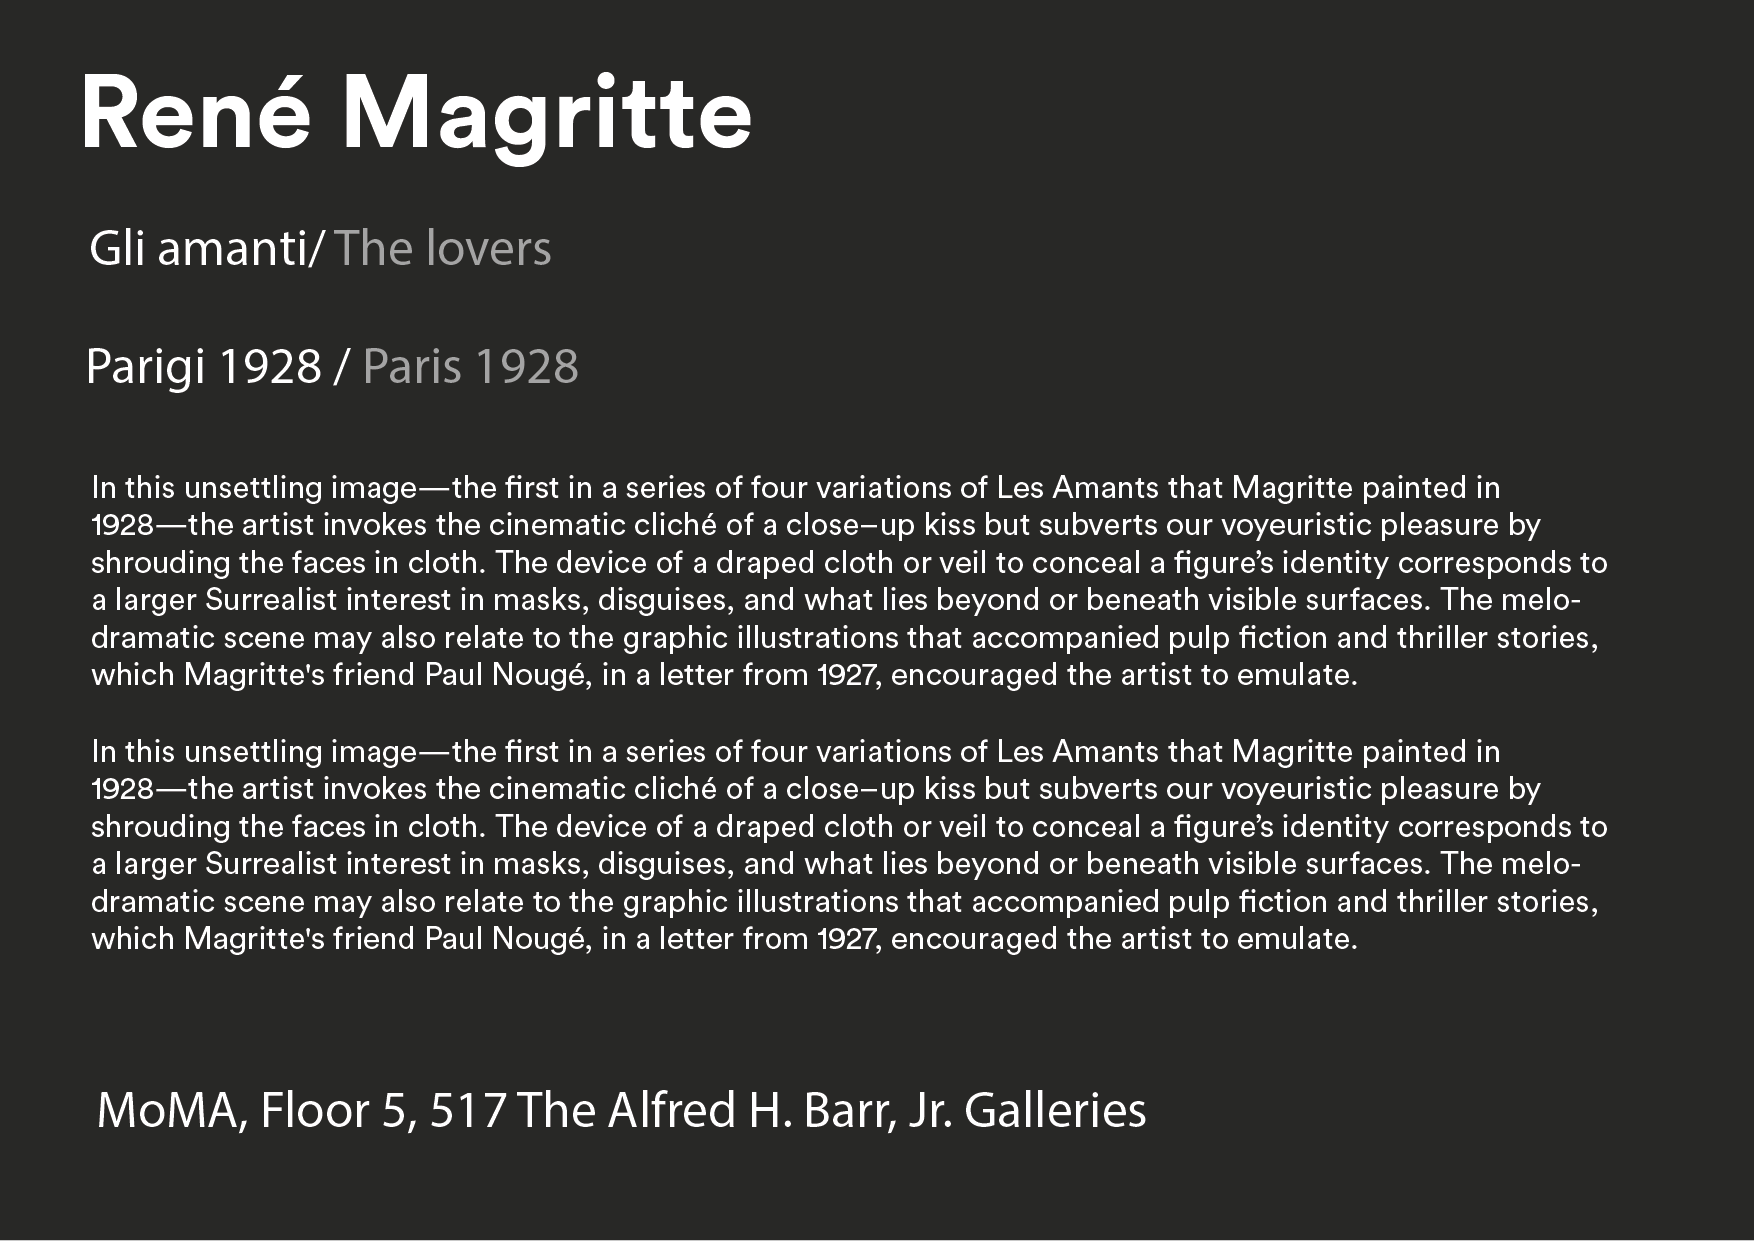 René Magritte
Gli amanti/ The lovers
Parigi 1928 / Paris 1928
In this unsettling image—the first in a series of four variations of Les Amants that Magritte painted in
1928—the artist invokes the cinematic cliché of a close–up kiss but subverts our voyeuristic pleasure by
shrouding the faces in cloth. The device of a draped cloth or veil to conceal a figure’s identity corresponds to
a larger Surrealist interest in masks, disguises, and what lies beyond or beneath visible surfaces. The melo-
dramatic scene may also relate to the graphic illustrations that accompanied pulp fiction and thriller stories,
which Magritte's friend Paul Nougé, in a letter from 1927, encouraged the artist to emulate.
In this unsettling image—the first in a series of four variations of Les Amants that Magritte painted in
1928—the artist invokes the cinematic cliché of a close–up kiss but subverts our voyeuristic pleasure by
shrouding the faces in cloth. The device of a draped cloth or veil to conceal a figure’s identity corresponds to
a larger Surrealist interest in masks, disguises, and what lies beyond or beneath visible surfaces. The melo-
dramatic scene may also relate to the graphic illustrations that accompanied pulp fiction and thriller stories,
which Magritte's friend Paul Nougé, in a letter from 1927, encouraged the artist to emulate.
MoMA, Floor 5, 517 The Alfred H. Barr, Jr. Galleries